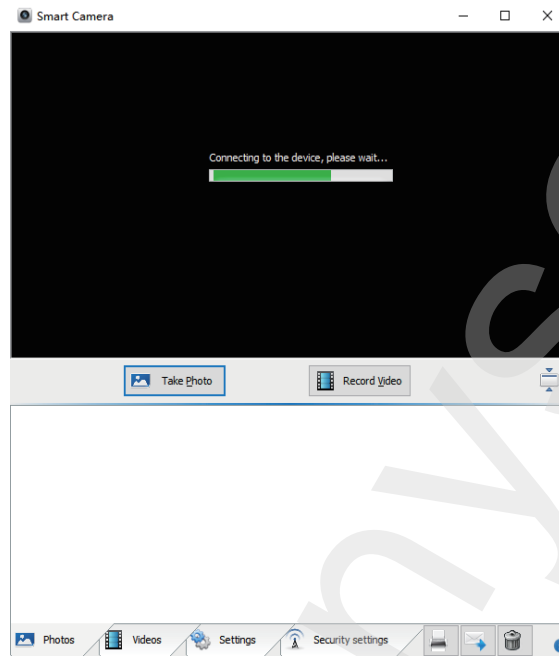 Smart Camera
Connecting to the device, please wait...
Take Photo
Record Video
Photos
Videos
Settings
Security settings